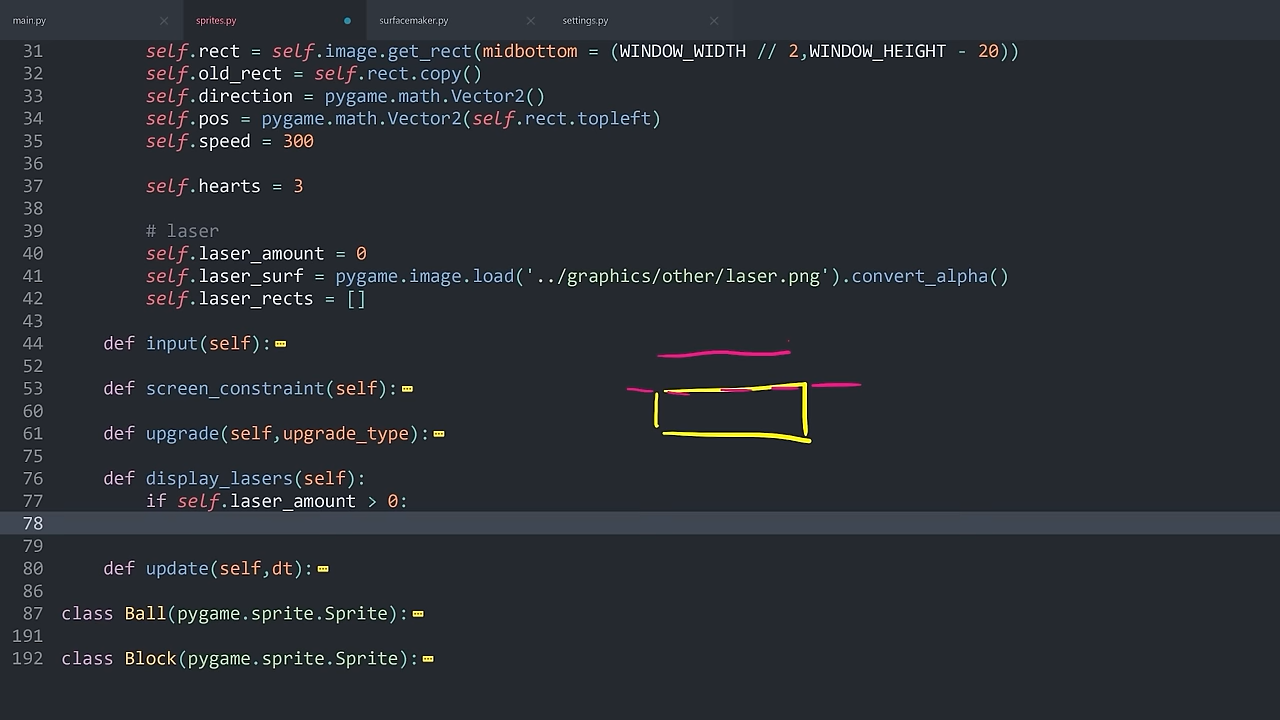 main.py sprites.py surfacemaker.py settings.py
31 self.rect = self.image.get_rect(midbottom = (WINDOW_WIDTH // 2,WINDOW_HEIGHT - 20))
32 self.old_rect = self.rect.copy()
33 self.direction = pygame.math.Vector2()
34 self.pos = pygame.math.Vector2(self.rect.topleft)
35 self.speed = 300
36
37 self.hearts = 3
38
39 # laser
40 self.laser_amount = 0
41 self.laser_surf = pygame.image.load('../graphics/other/laser.png').convert_alpha()
42 self.laser_rects = []
43
44 def input(self):
52
53 def screen_constraint(self):
60
61 def upgrade(self,upgrade_type):
75
76 def display_lasers(self):
77 if self.laser_amount > 0:
78
79
80 def update(self,dt):
86
87 class Ball(pygame.sprite.Sprite):
191
192 class Block(pygame.sprite.Sprite):